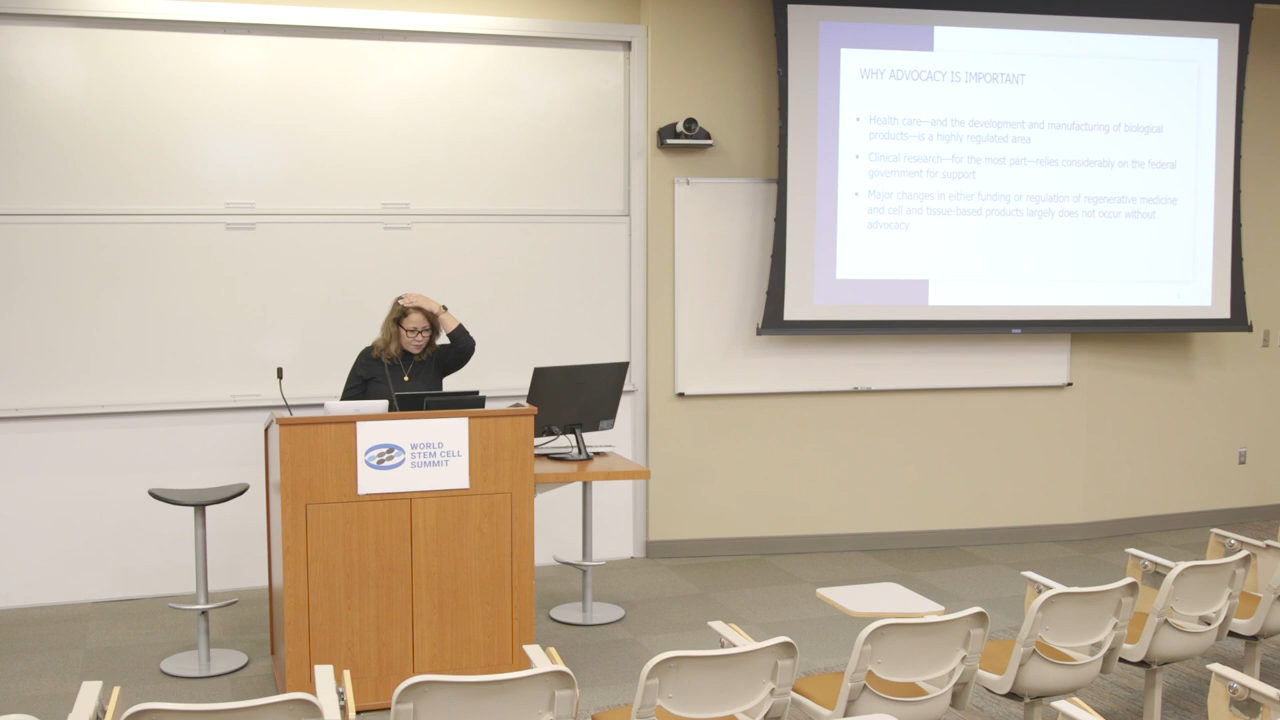 WHY ADVOCACY IS IMPORTANT
Health care—and the development and manufacturing of biological
products—is a highly regulated area
Clinical research—for the most part—relies considerably on the federal
government for support
Major changes in either funding or regulation of regenerative medicine
and cell and tissue-based products largely does not occur without
advocacy
WORLD
STEM CELL
SUMMIT